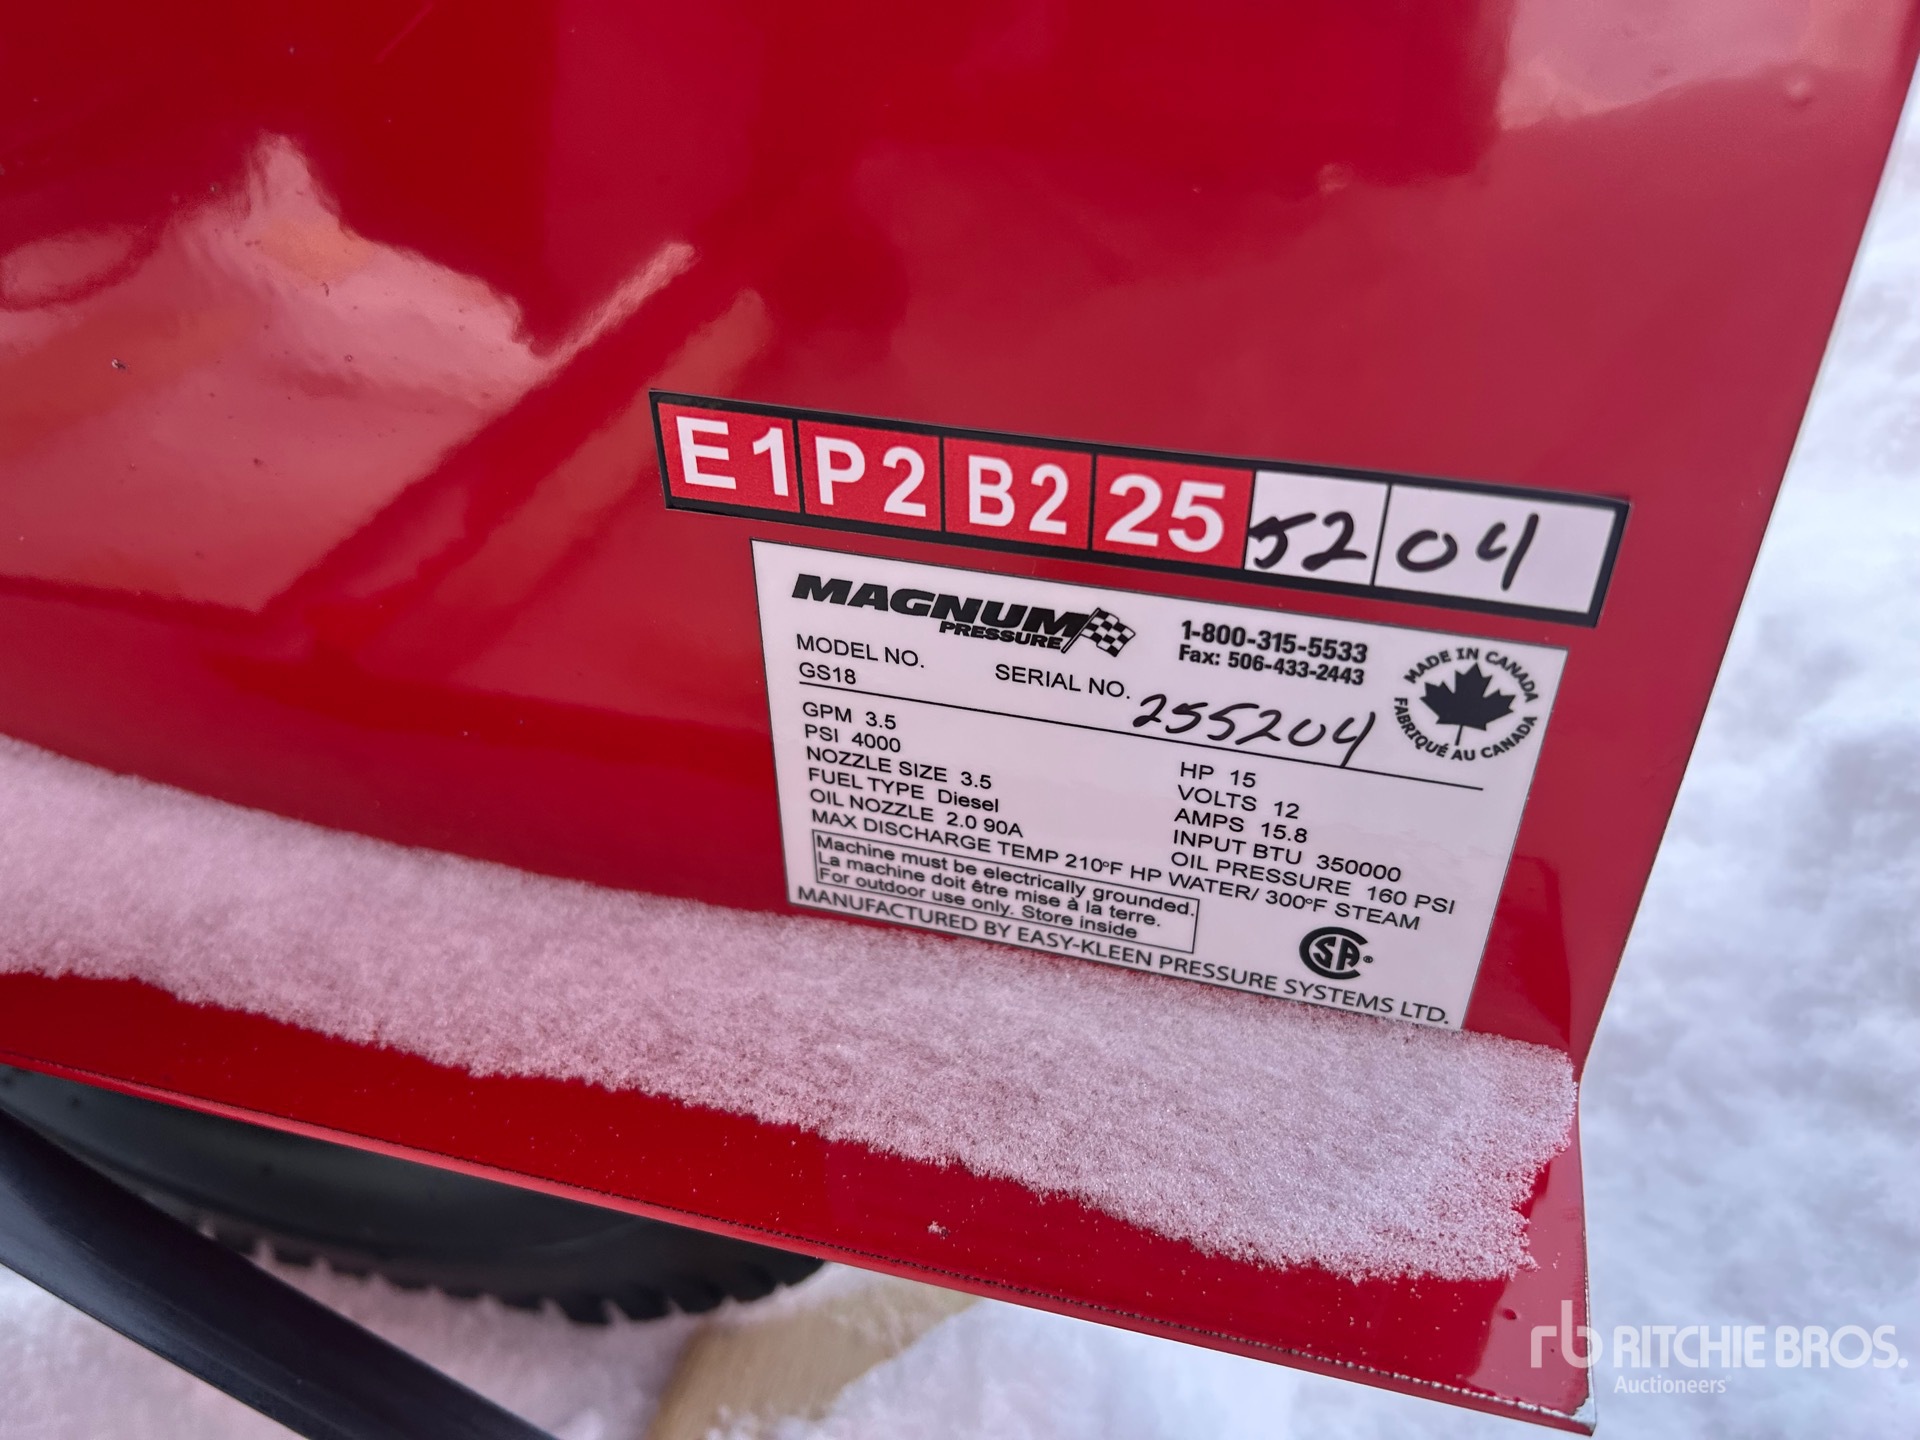 E1 P2 B2 25 52 04
MAGNUM
PRESSURE
1-800-315-5533
Fax: 506-433-2443
MADE IN CANADA
FABRIQUÉ AU CANADA
MODEL NO.
GS18
SERIAL NO. 255204
GPM 3.5
PSI 4000
NOZZLE SIZE 3.5
FUEL TYPE Diesel
OIL NOZZLE 2.0 90A
HP 15
VOLTS 12
AMPS 15.8
INPUT BTU 350000
OIL PRESSURE 160 PSI
MAX DISCHARGE TEMP 210°F HP WATER/ 300°F STEAM
Machine must be electrically grounded.
La machine doit être mise à la terre.
For outdoor use only. Store inside
CSA
MANUFACTURED BY EASY-KLEEN PRESSURE SYSTEMS LTD.
rb RITCHIE BROS.
Auctioneers